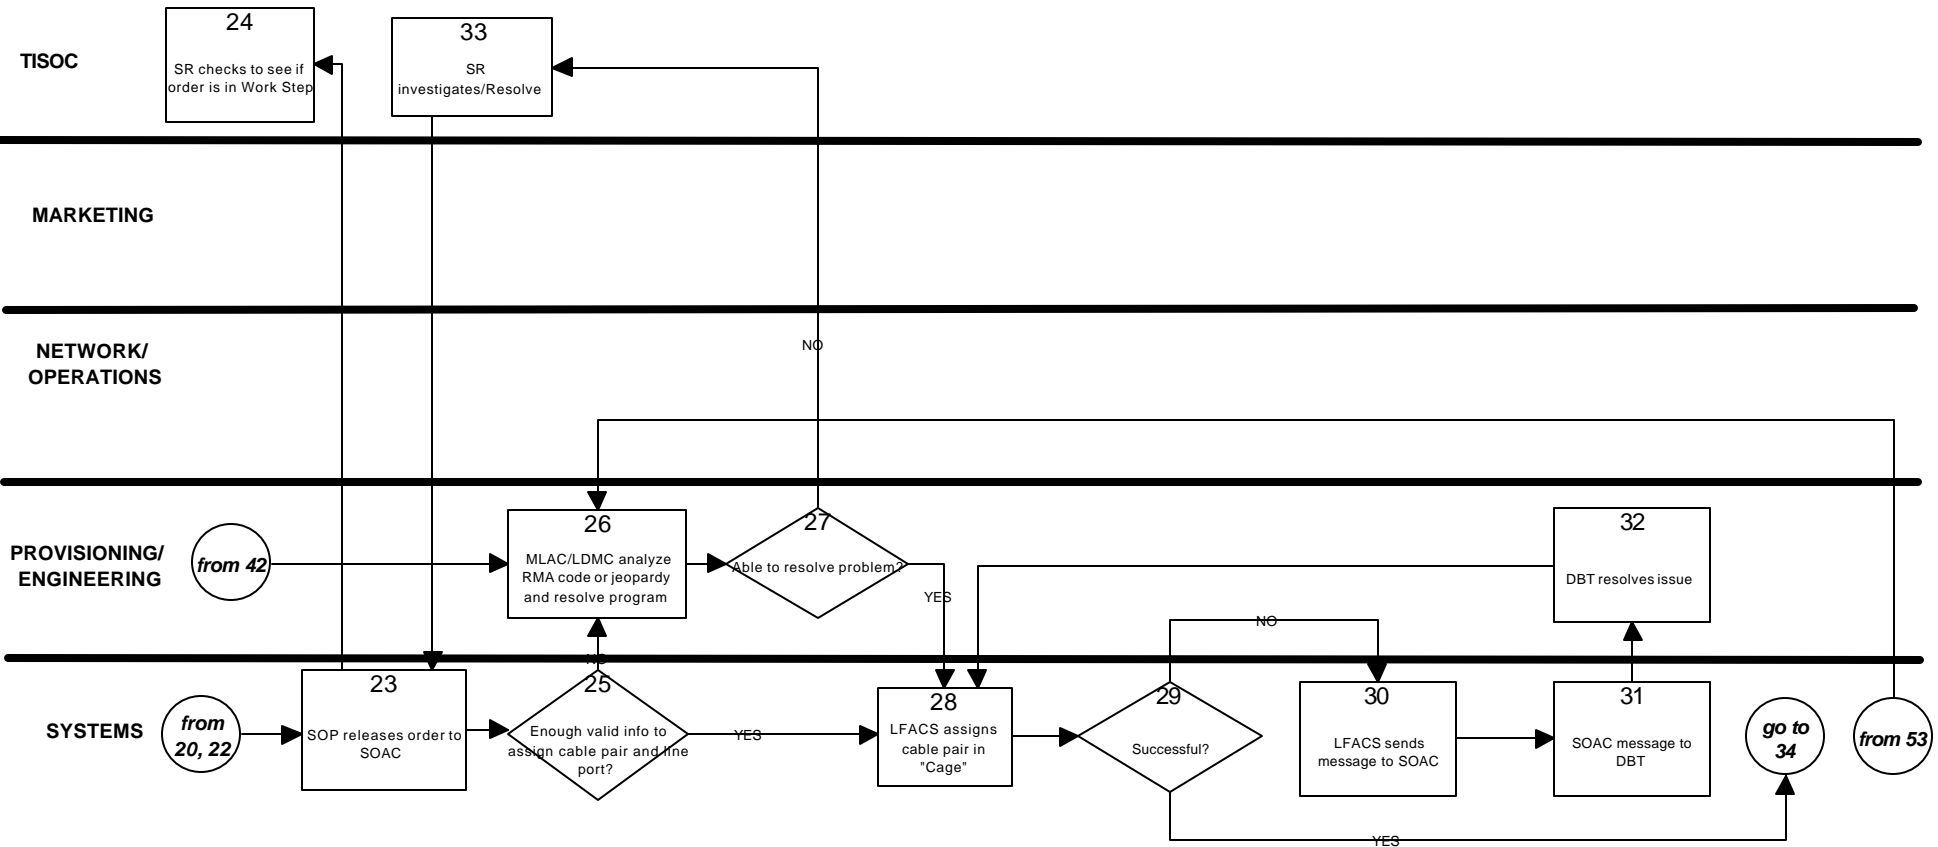 TISOC
24
SR checks to see if
order is in Work Step
33
SR
investigates/Resolve
MARKETING
NETWORK/
OPERATIONS
NO
PROVISIONING/
ENGINEERING
from 42
26
MLAC/LDMC analyze
RMA code or jeopardy
and resolve program
27
Able to resolve problem?
YES
32
DBT resolves issue
NO
NO
SYSTEMS
from
20, 22
23
SOP releases order to
SOAC
25
Enough valid info to
assign cable pair and line
port?
YES
28
LFACS assigns
cable pair in
"Cage"
29
Successful?
30
LFACS sends
message to SOAC
31
SOAC message to
DBT
go to
34
from 53
YES